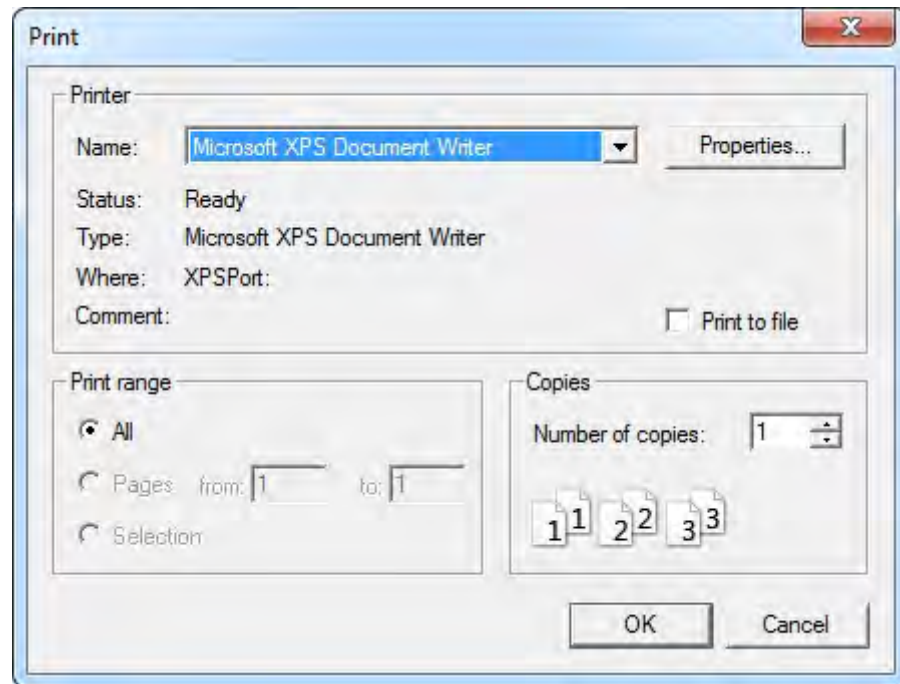 Print
Printer
Name: Microsoft XPS Document Writer Properties...
Status: Ready
Type: Microsoft XPS Document Writer
Where: XPSPort:
Comment:
Print to file
Print range
All
Pages from: 1 to: 1
Selection
Copies
Number of copies: 1
1 1 2 2 3 3
OK Cancel